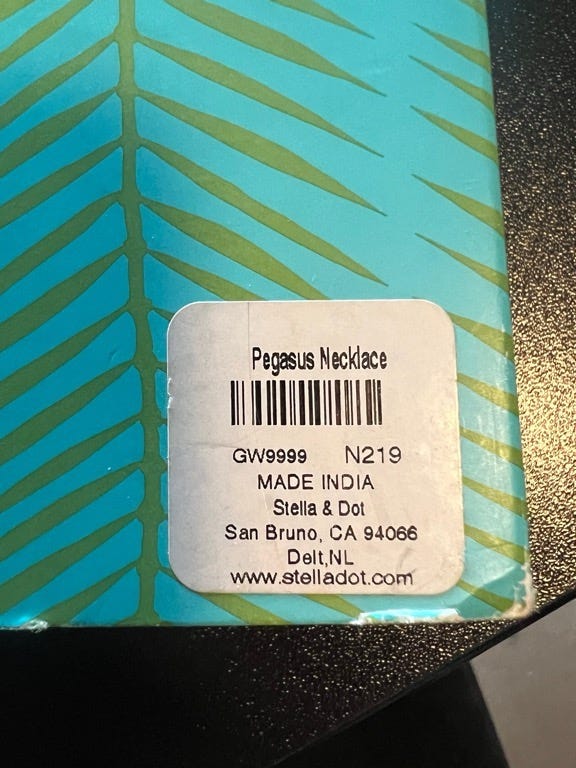 Pegasus Necklace
GW9999 N219
MADE INDIA
Stella & Dot
San Bruno, CA 94066
Delt,NL
www.stelladot.com